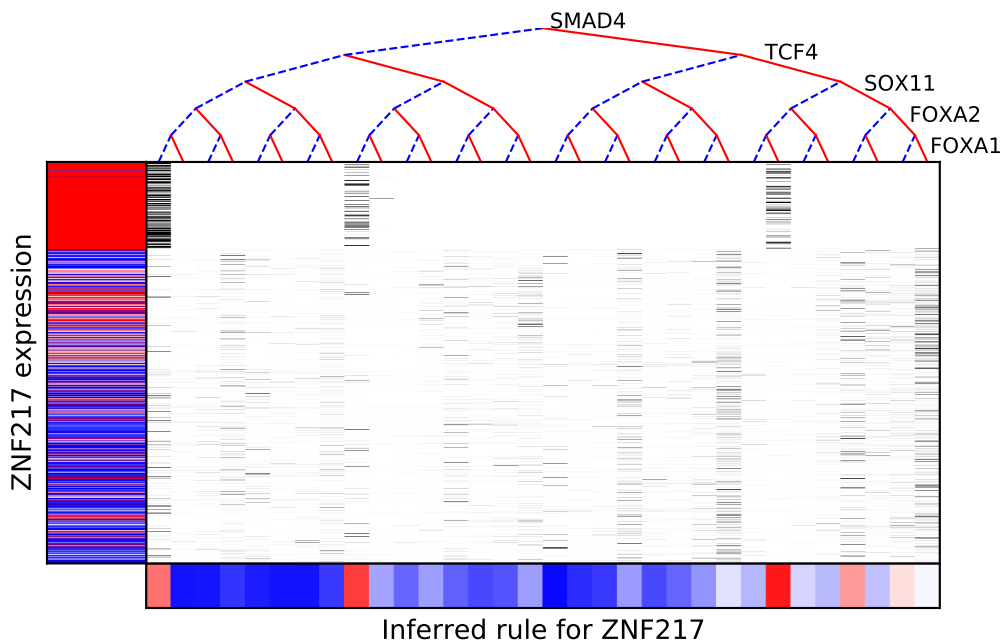 SMAD4
TCF4
SOX11
FOXA2
FOXA1
ZNF217 expression
Inferred rule for ZNF217